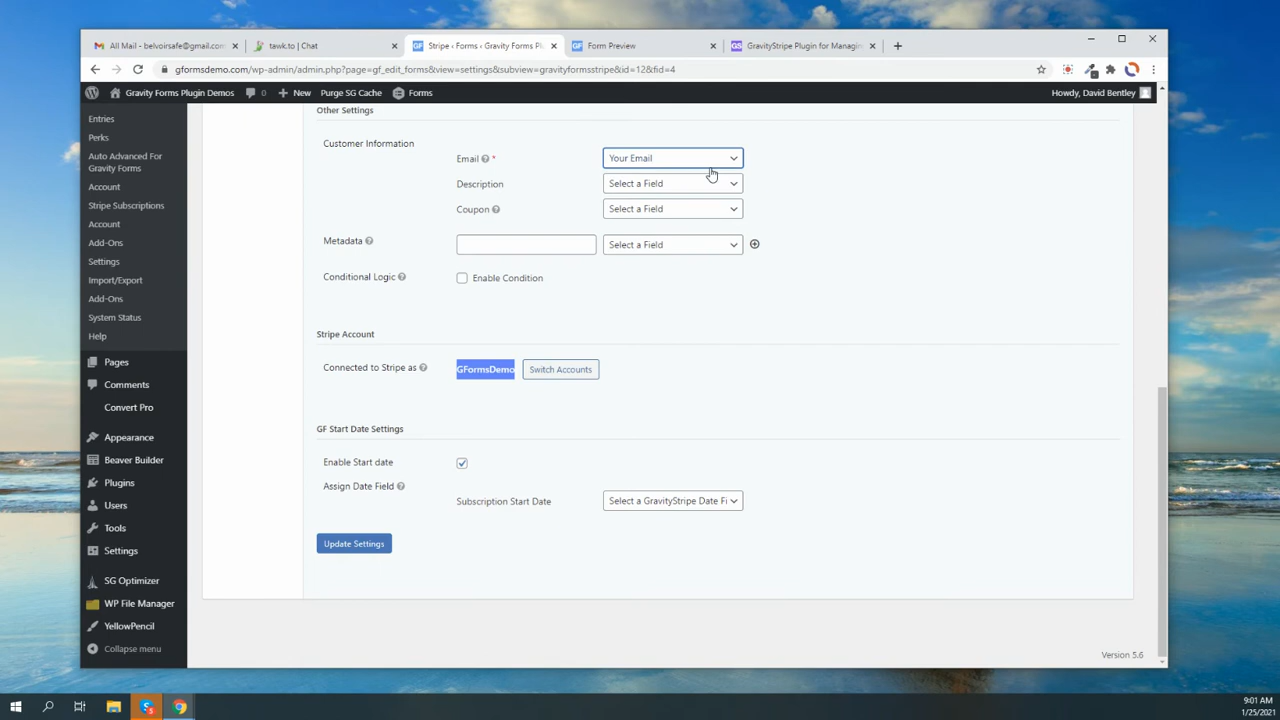 All Mail - belvoirsafe@gmail.com
tawk.to | Chat
Stripe ‹ Forms ‹ Gravity Forms Pl
Form Preview
GravityStripe Plugin for Managin
gformsdemo.com/wp-admin/admin.php?page=gf_edit_forms&view=settings&subview=gravityformsstripe&id=12&fid=4
Gravity Forms Plugin Demos
0
New
Purge SG Cache
Forms
Howdy, David Bentley
Entries
Perks
Auto Advanced For
Gravity Forms
Account
Stripe Subscriptions
Account
Add-Ons
Settings
Import/Export
Add-Ons
System Status
Help
Pages
Comments
Convert Pro
Appearance
Beaver Builder
Plugins
Users
Tools
Settings
SG Optimizer
WP File Manager
YellowPencil
Collapse menu
Other Settings
Customer Information
Email *
Your Email
Description
Select a Field
Coupon
Select a Field
Metadata
Select a Field
Conditional Logic
Enable Condition
Stripe Account
Connected to Stripe as
GFormsDemo
Switch Accounts
GF Start Date Settings
Enable Start date
Assign Date Field
Subscription Start Date
Select a GravityStripe Date Fi
Update Settings
Version 5.6
9:01 AM
1/25/2021